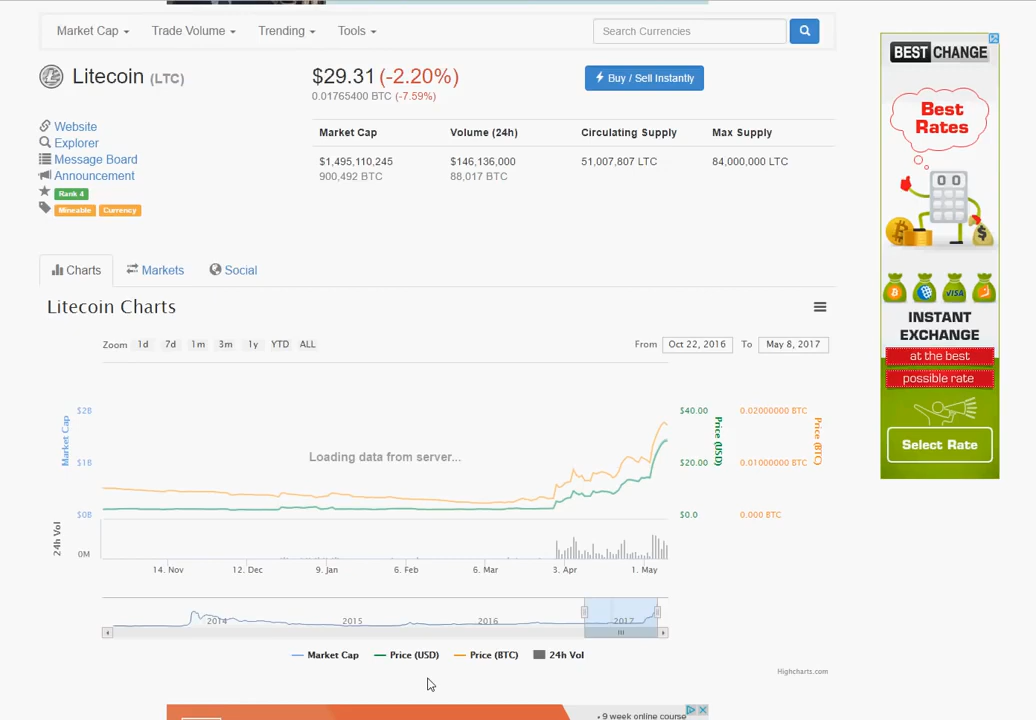 Market Cap
Trade Volume
Trending
Tools
Search Currencies
Litecoin (LTC)
$29.31 (-2.20%)
0.01765400 BTC (-7.59%)
Buy / Sell Instantly
Website
Explorer
Message Board
Announcement
Rank 4
Mineable Currency
Market Cap Volume (24h) Circulating Supply Max Supply
$1,495,110,245 $146,136,000 51,007,807 LTC 84,000,000 LTC
900,492 BTC 88,017 BTC
Charts
Markets
Social
Litecoin Charts
Zoom 1d 7d 1m 3m 1y YTD ALL
From Oct 22, 2016 To May 8, 2017
Market Cap
$2B
$1B
$0B
24h Vol
0M
Loading data from server...
$40.00
$20.00
$0.0
Price (USD)
0.02000000 BTC
0.01000000 BTC
0.000 BTC
Price (BTC)
14. Nov 12. Dec 9. Jan 6. Feb 6. Mar 3. Apr 1. May
2014 2015 2016 2017
Market Cap Price (USD) Price (BTC) 24h Vol
Highcharts.com
• 9 week online course
BEST CHANGE
Best
Rates
00
VISA
INSTANT
EXCHANGE
at the best
possible rate
Select Rate